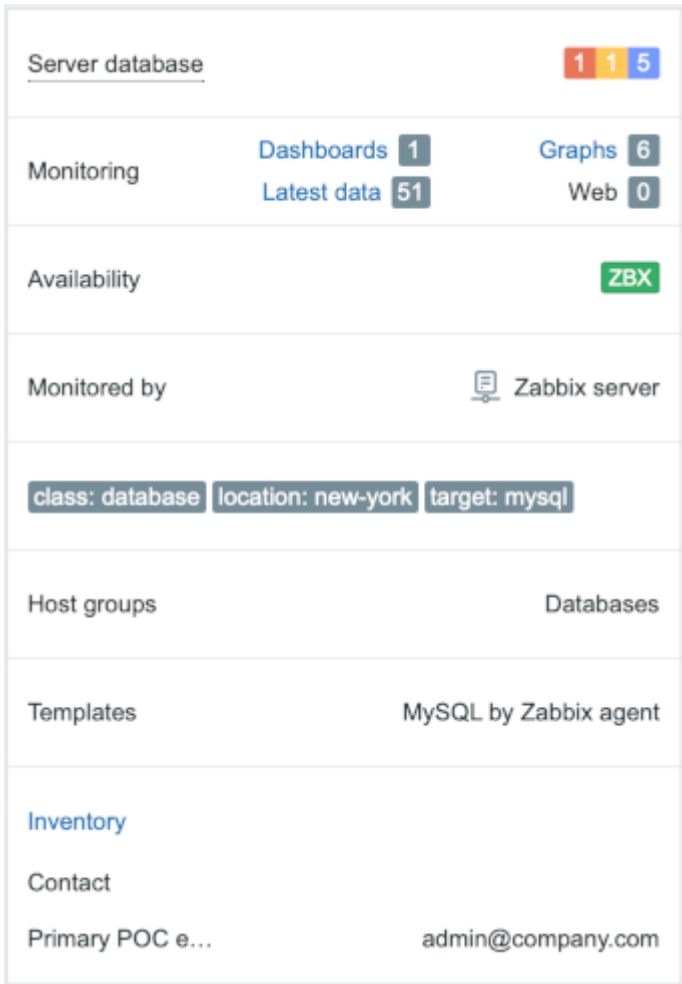 Server database 1 1 5
Monitoring Dashboards 1 Graphs 6
Latest data 51 Web 0
Availability ZBX
Monitored by Zabbix server
class: database location: new-york target: mysql
Host groups Databases
Templates MySQL by Zabbix agent
Inventory
Contact
Primary POC e... admin@company.com